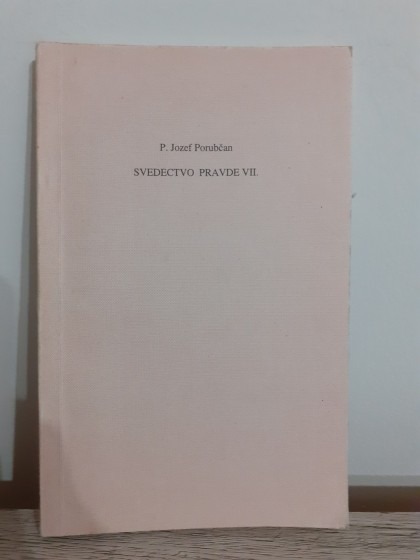 P. Jozef Porubčan
SVEDECTVO PRAVDE VII.